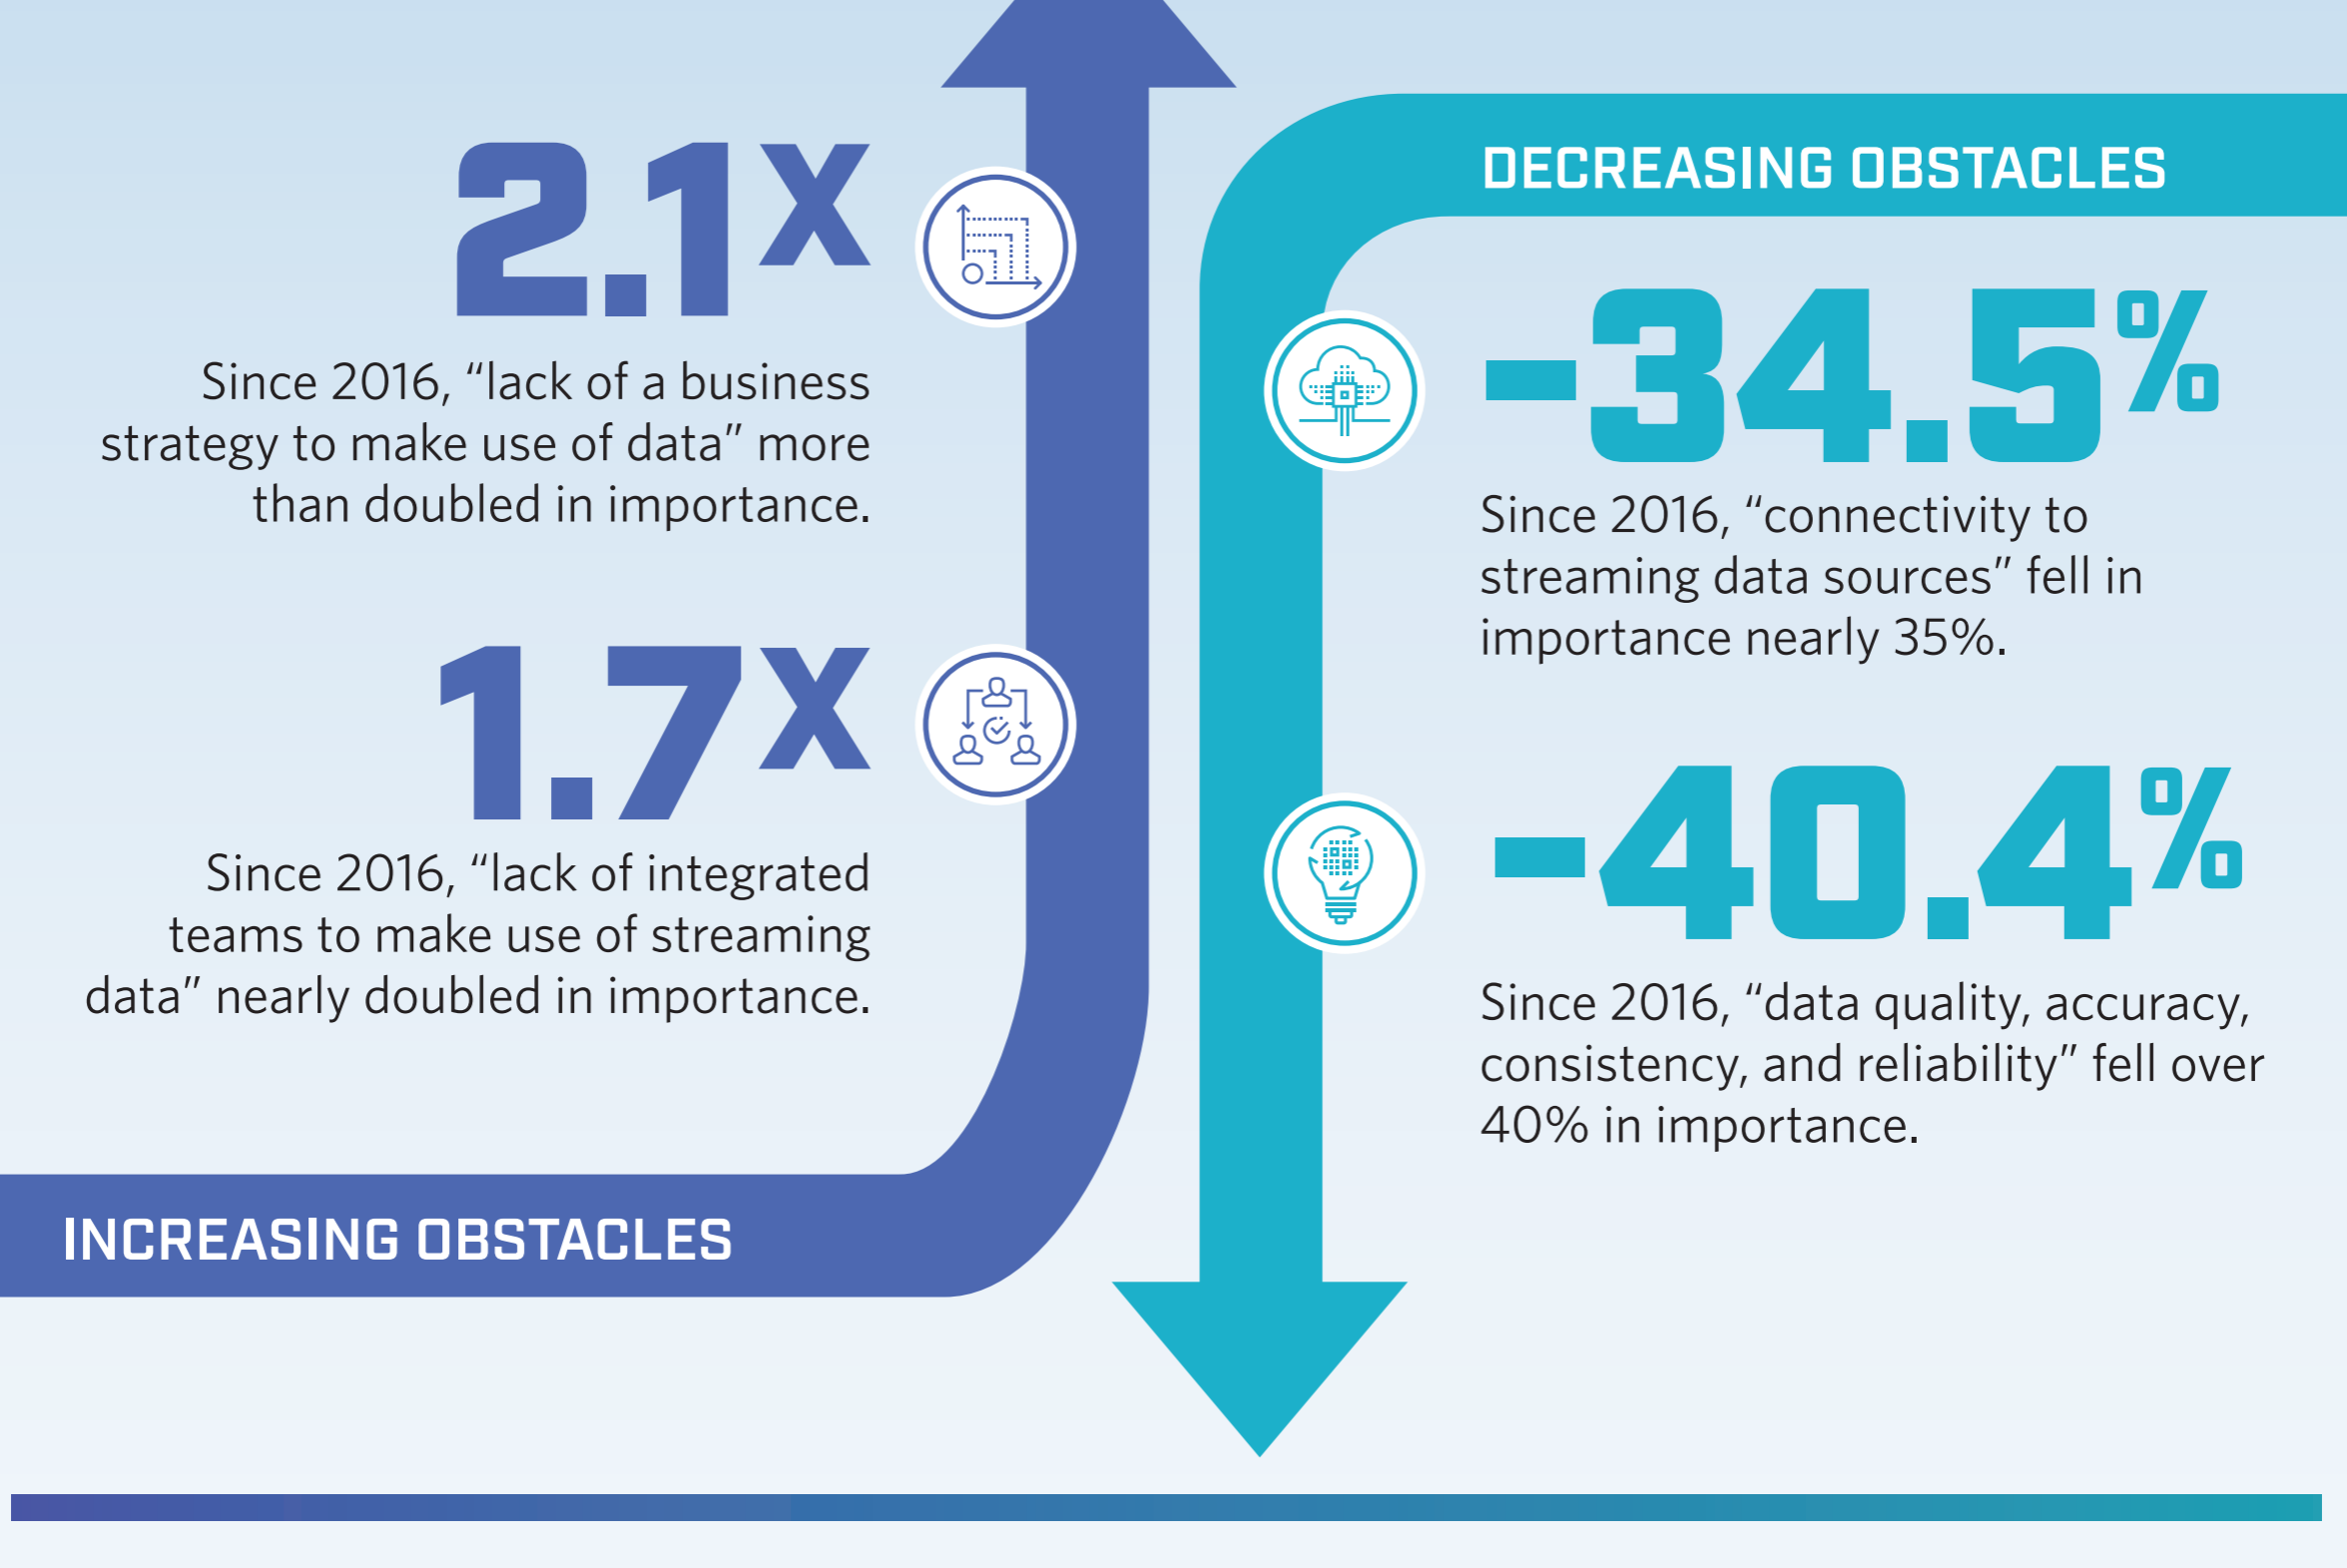 2.1X
Since 2016, “lack of a business
strategy to make use of data” more
than doubled in importance.
1.7X
Since 2016, “lack of integrated
teams to make use of streaming
data” nearly doubled in importance.
INCREASING OBSTACLES
DECREASING OBSTACLES
-34.5%
Since 2016, “connectivity to
streaming data sources” fell in
importance nearly 35%.
-40.4%
Since 2016, “data quality, accuracy,
consistency, and reliability” fell over
40% in importance.